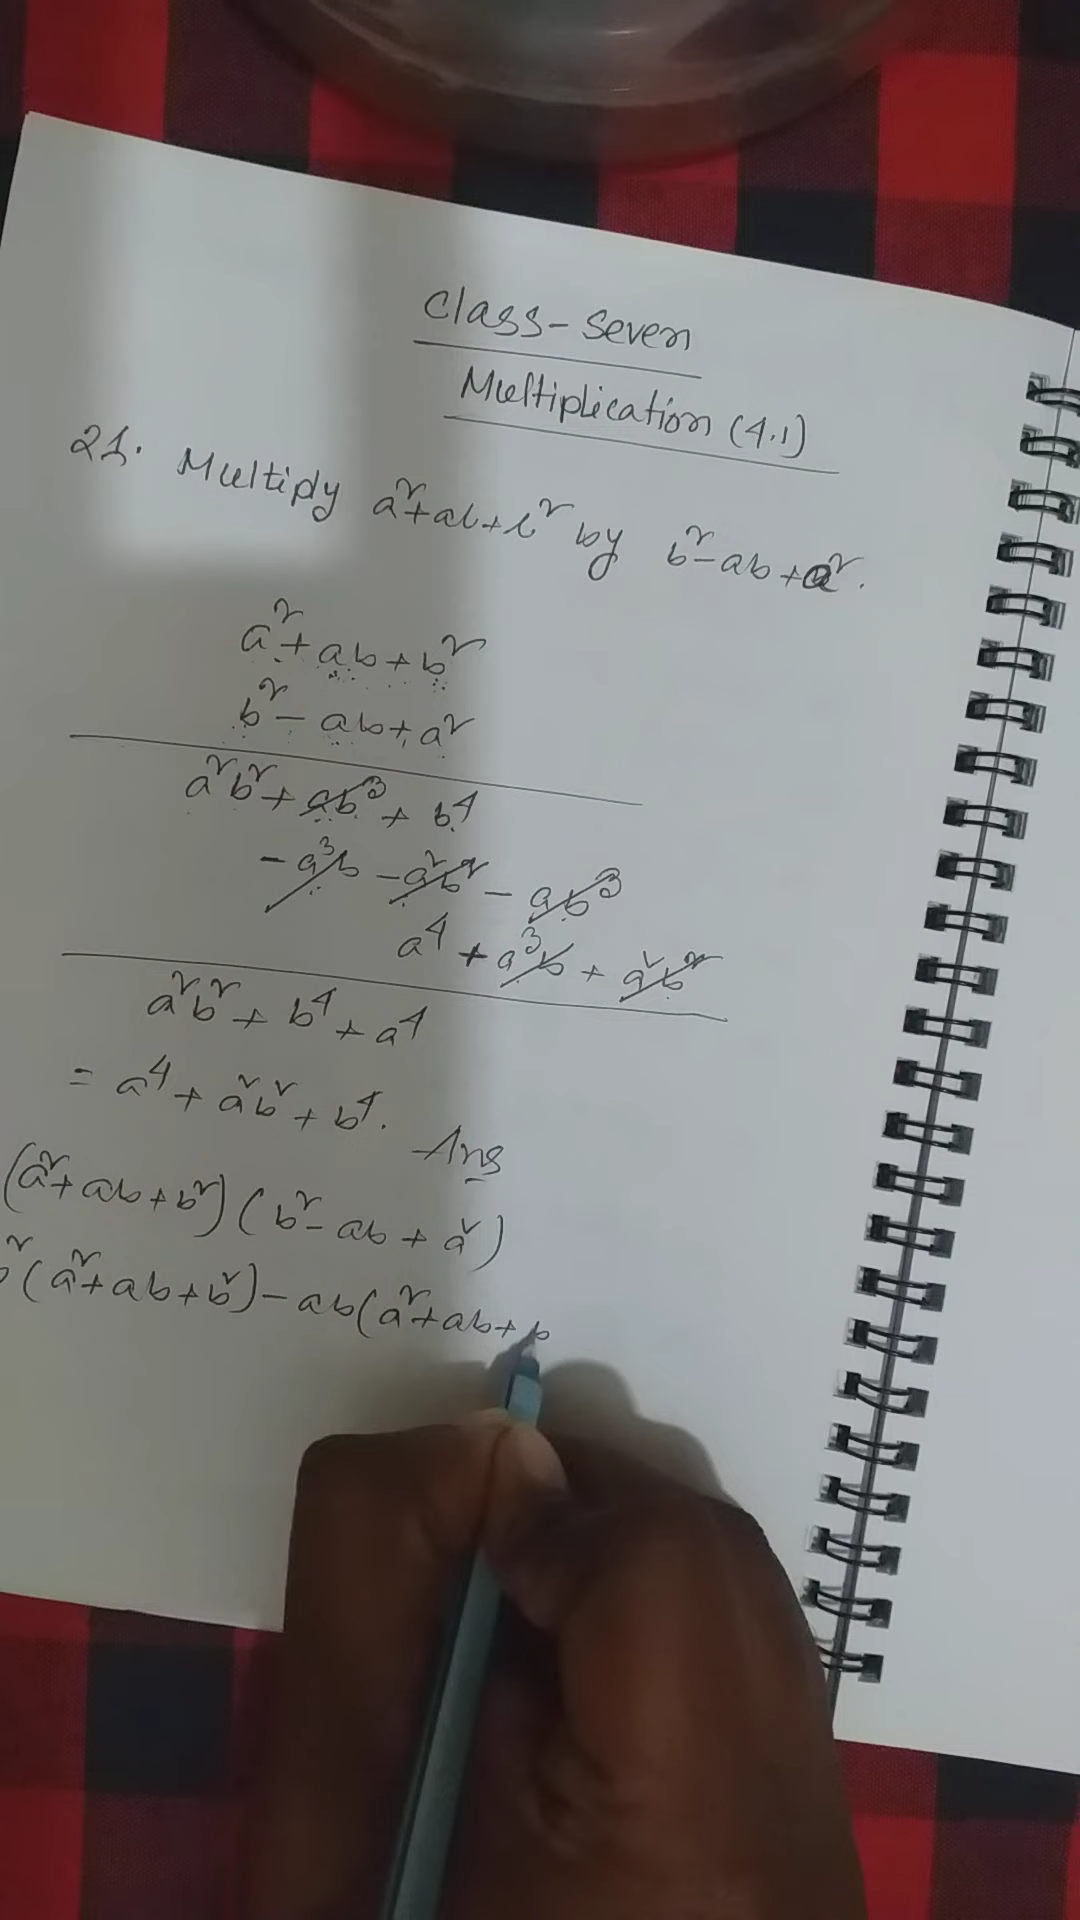 Class-Seven
Multiplication (4.1)
21. Multiply a²+ab+b² by b²-ab+a².
a²+ab+b²
b²-ab+a²
a²b²+ab³+b⁴
-a³b-a²b²-ab³
a⁴+a³b+a²b²
a²b²+b⁴+a⁴
= a⁴+a²b²+b⁴. Ans
(a²+ab+b²)(b²-ab+a²)
b²(a²+ab+b²)-ab(a²+ab+b